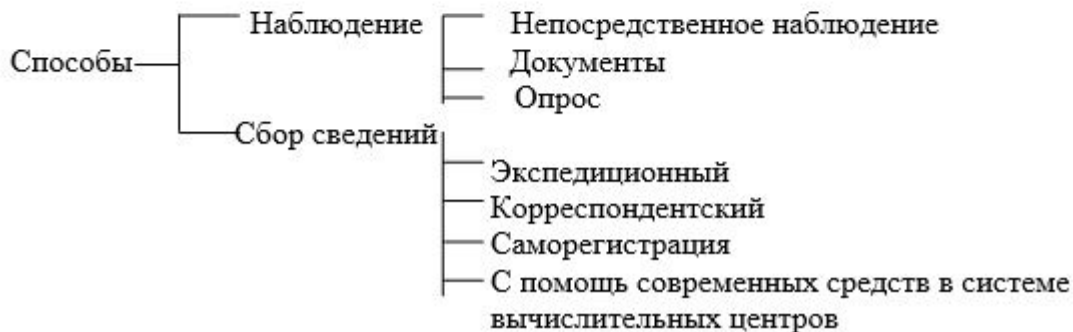 Наблюдение
Непосредственное наблюдение
Способы
Документы
Опрос
Сбор сведений
Экспедиционный
Корреспондентский
Саморегистрация
С помощь современных средств в системе
вычислительных центров